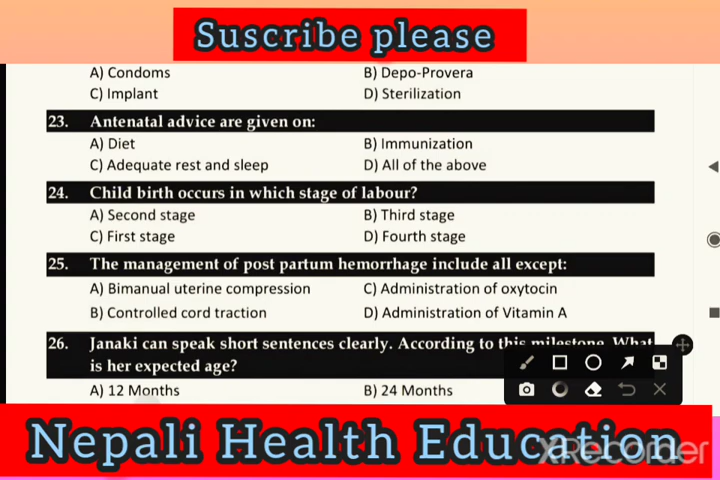 Suscribe please
A) Condoms B) Depo-Provera
C) Implant D) Sterilization
23. Antenatal advice are given on:
A) Diet B) Immunization
C) Adequate rest and sleep D) All of the above
24. Child birth occurs in which stage of labour?
A) Second stage B) Third stage
C) First stage D) Fourth stage
25. The management of post partum hemorrhage include all except:
A) Bimanual uterine compression C) Administration of oxytocin
B) Controlled cord traction D) Administration of Vitamin A
26. Janaki can speak short sentences clearly. According to this milestone. What
is her expected age?
A) 12 Months B) 24 Months
Nepali Health Education
XRecorder